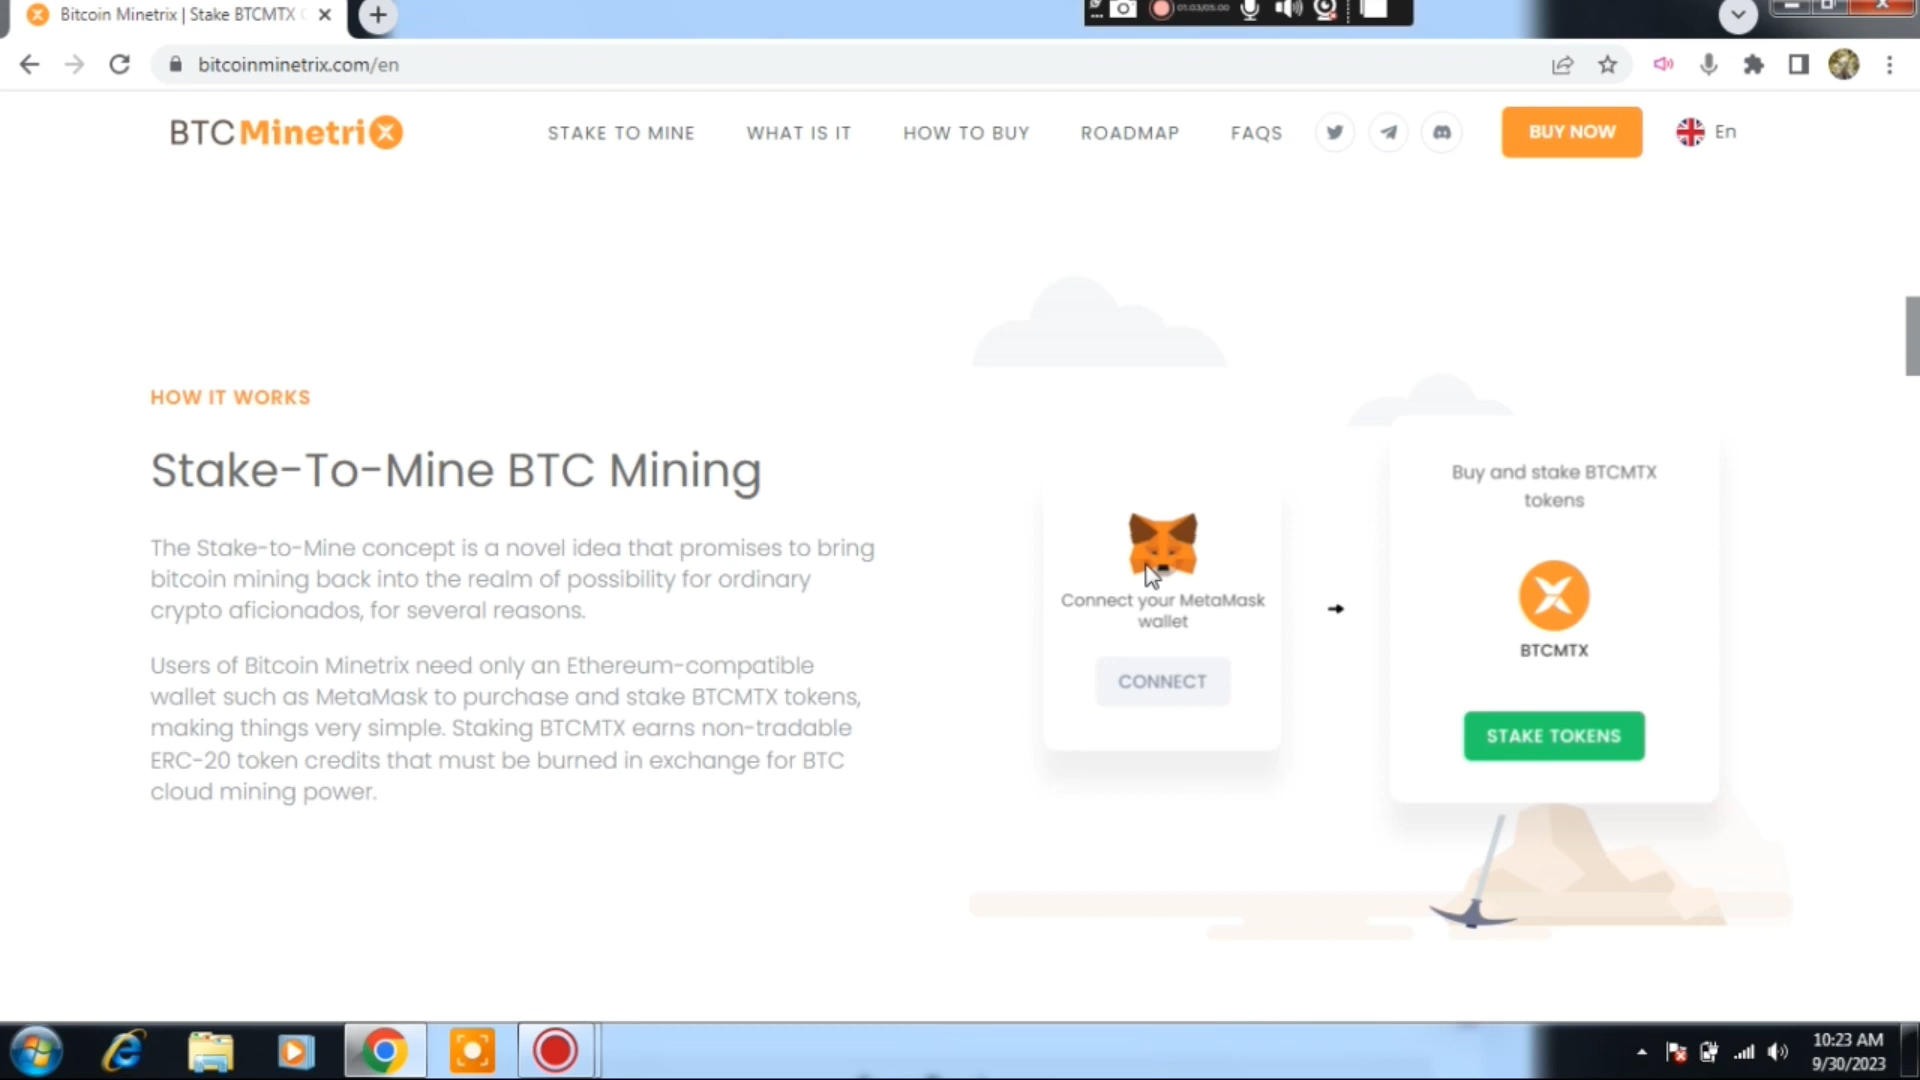 Bitcoin Minetrix | Stake BTCMTX
01:03/05:00
bitcoinminetrix.com/en
BTCMinetrix
STAKE TO MINE
WHAT IS IT
HOW TO BUY
ROADMAP
FAQS
BUY NOW
En
HOW IT WORKS
Stake-To-Mine BTC Mining
The Stake-to-Mine concept is a novel idea that promises to bring
bitcoin mining back into the realm of possibility for ordinary
crypto aficionados, for several reasons.
Users of Bitcoin Minetrix need only an Ethereum-compatible
wallet such as MetaMask to purchase and stake BTCMTX tokens,
making things very simple. Staking BTCMTX earns non-tradable
ERC-20 token credits that must be burned in exchange for BTC
cloud mining power.
Connect your MetaMask
wallet
CONNECT
Buy and stake BTCMTX
tokens
BTCMTX
STAKE TOKENS
10:23 AM
9/30/2023